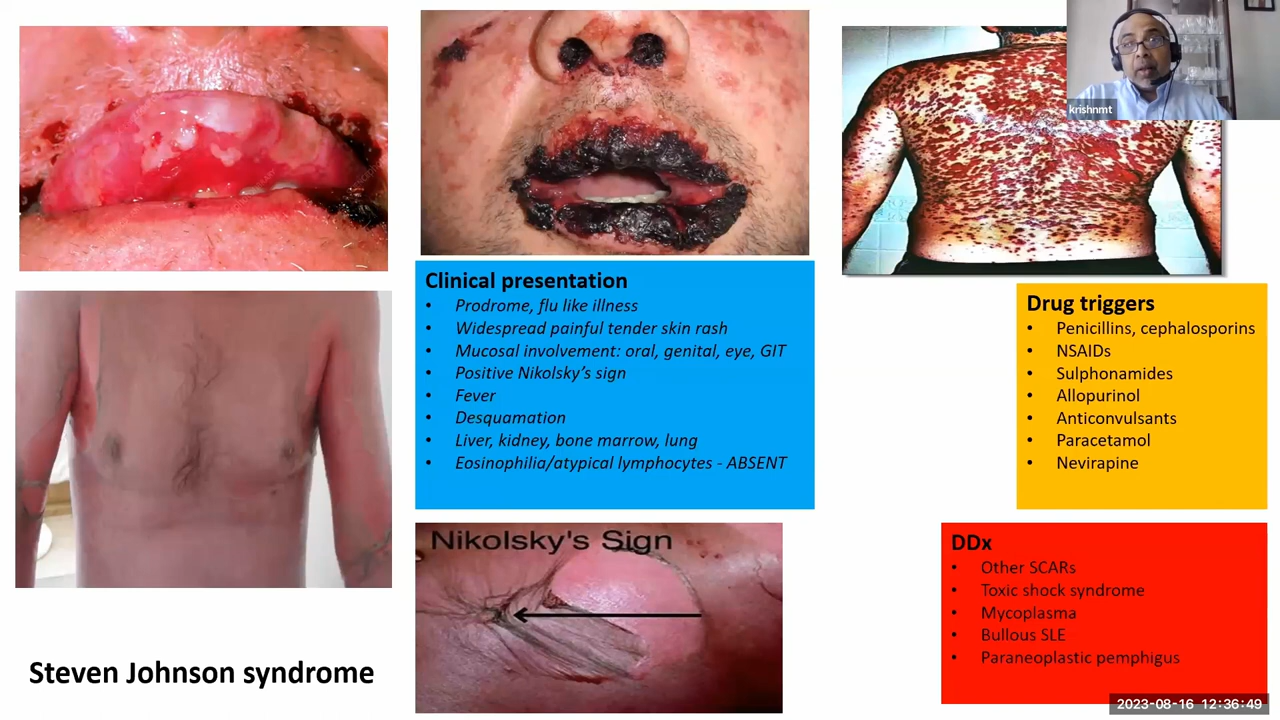 krishnmt
Clinical presentation
• Prodrome, flu like illness
• Widespread painful tender skin rash
• Mucosal involvement: oral, genital, eye, GIT
• Positive Nikolsky’s sign
• Fever
• Desquamation
• Liver, kidney, bone marrow, lung
• Eosinophilia/atypical lymphocytes - ABSENT
Drug triggers
• Penicillins, cephalosporins
• NSAIDs
• Sulphonamides
• Allopurinol
• Anticonvulsants
• Paracetamol
• Nevirapine
Nikolsky's Sign
DDx
• Other SCARs
• Toxic shock syndrome
• Mycoplasma
• Bullous SLE
• Paraneoplastic pemphigus
Steven Johnson syndrome
2023-08-16 12:36:49